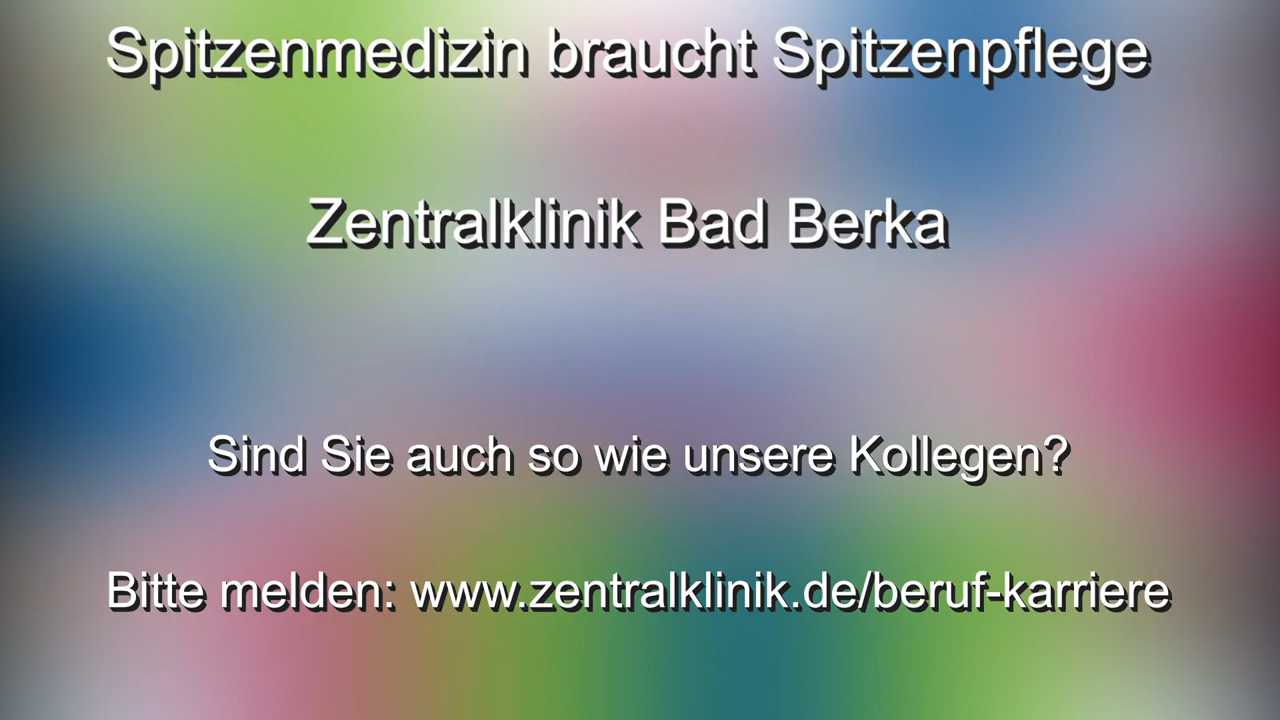 Spitzenmedizin braucht Spitzenpflege
Zentralklinik Bad Berka
Sind Sie auch so wie unsere Kollegen?
Bitte melden: www.zentralklinik.de/beruf-karriere